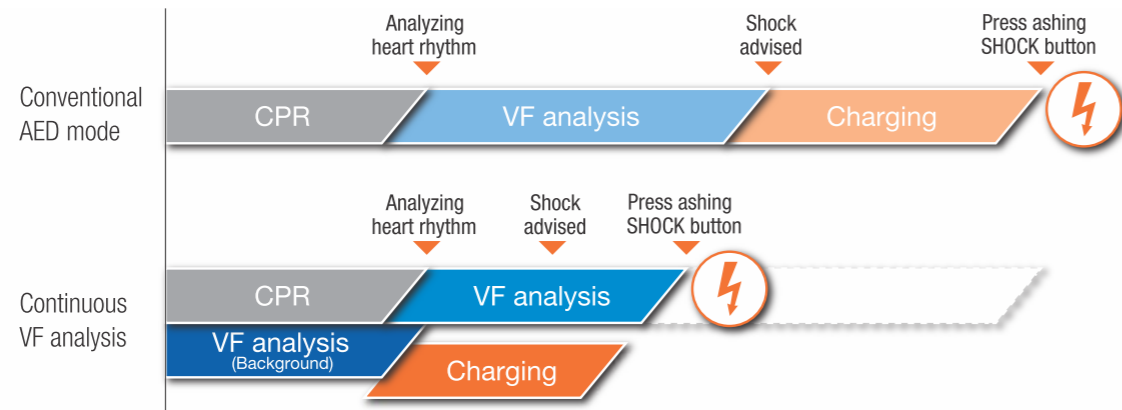 Analyzing
heart rhythm
Shock
advised
Press ashing
SHOCK button
Conventional
AED mode
CPR
VF analysis
Charging
Analyzing
heart rhythm
Shock
advised
Press ashing
SHOCK button
Continuous
VF analysis
CPR
VF analysis
VF analysis
(Background)
Charging